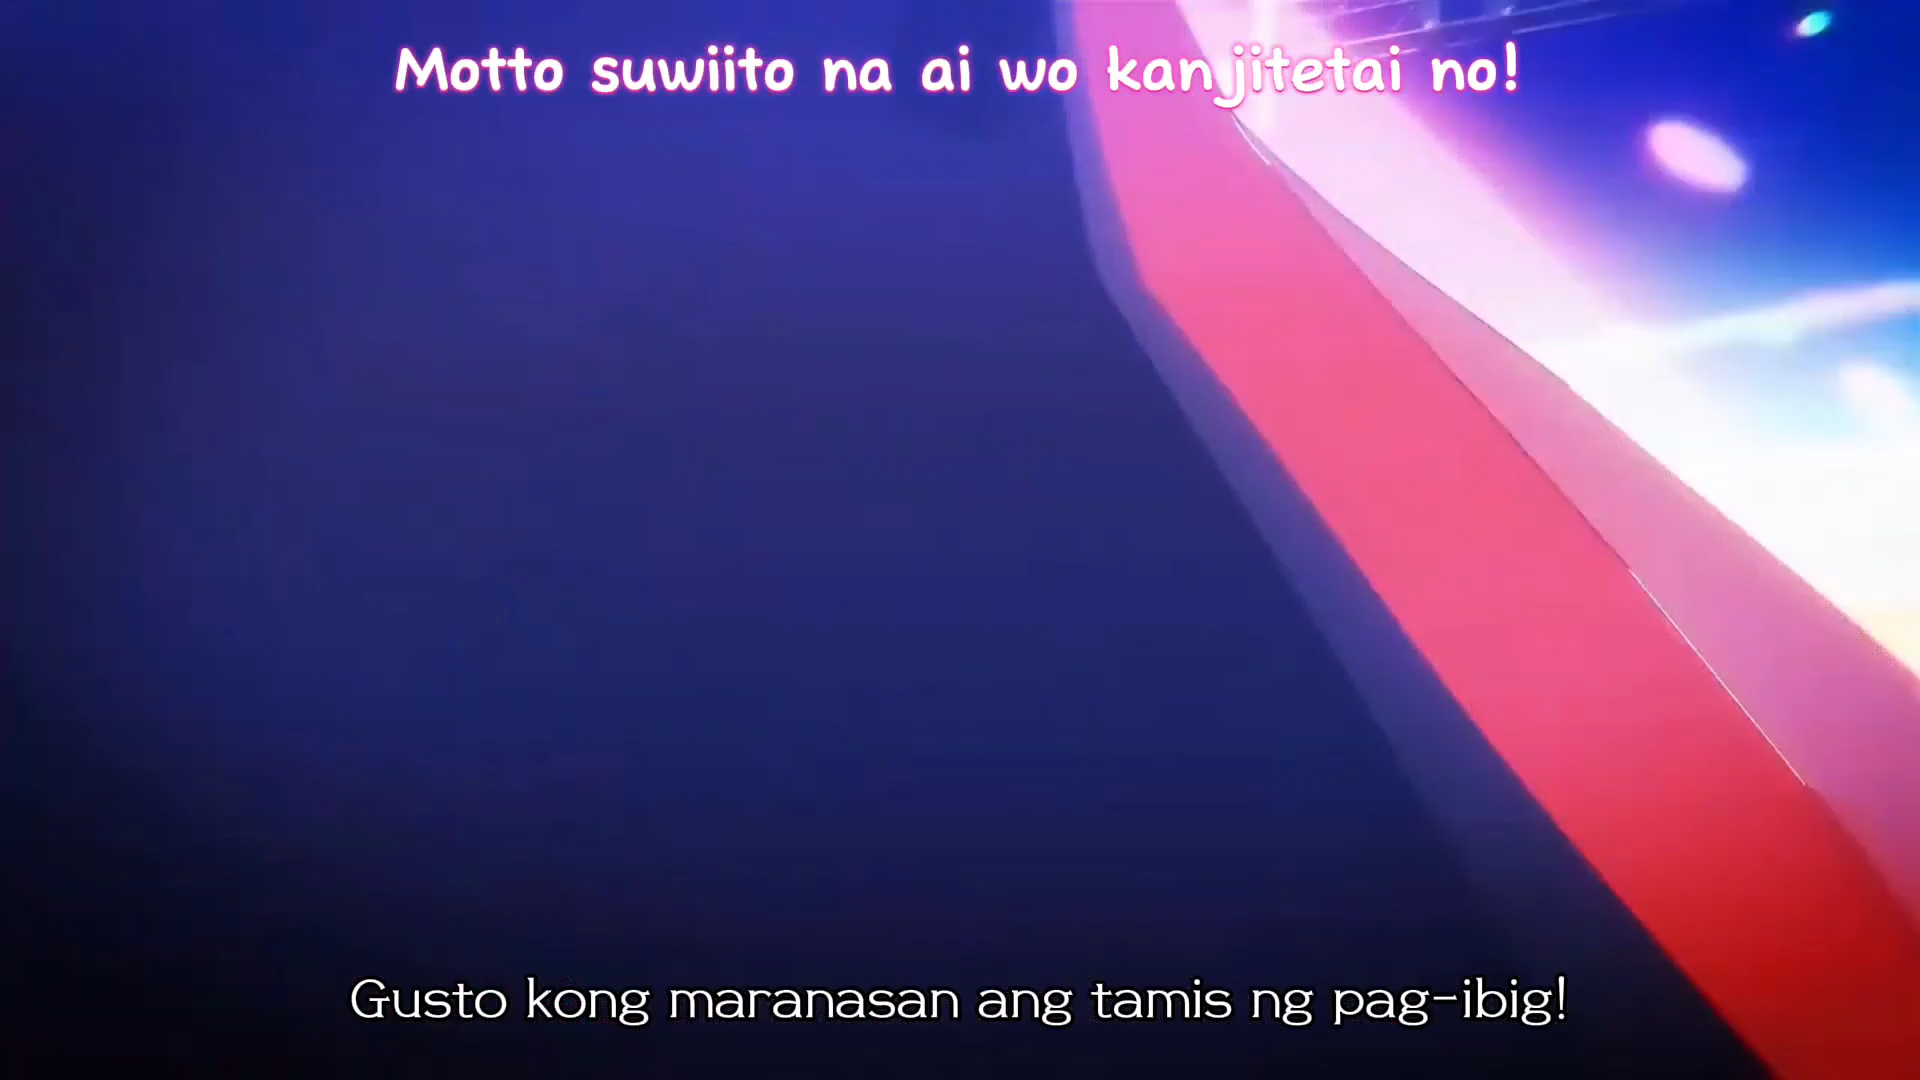 Motto suwiito na ai wo kanjitetai no!
Gusto kong maranasan ang tamis ng pag-ibig!